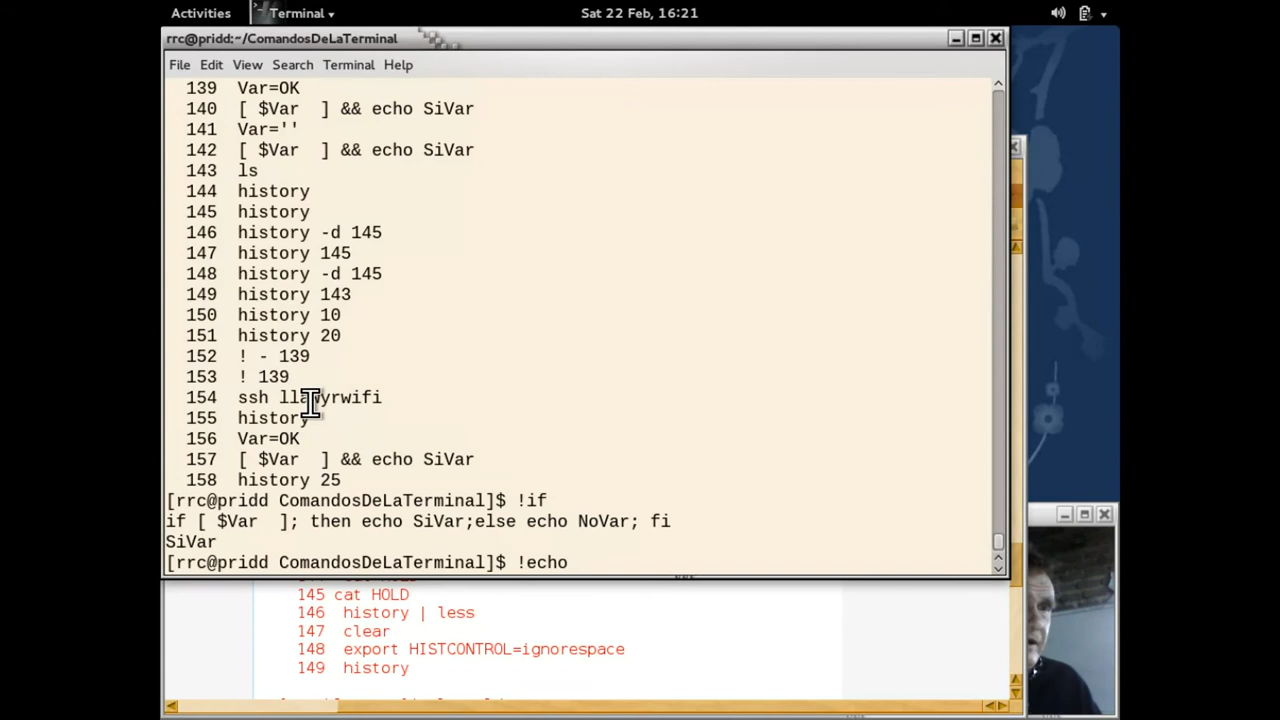 Activities Terminal Sat 22 Feb, 16:21
rrc@pridd:~/ComandosDeLaTerminal
File Edit View Search Terminal Help
139 Var=OK
140 [ $Var ] && echo SiVar
141 Var=''
142 [ $Var ] && echo SiVar
143 ls
144 history
145 history
146 history -d 145
147 history 145
148 history -d 145
149 history 143
150 history 10
151 history 20
152 ! - 139
153 ! 139
154 ssh llawyrwifi
155 history
156 Var=OK
157 [ $Var ] && echo SiVar
158 history 25
[rrc@pridd ComandosDeLaTerminal]$ !if
if [ $Var ]; then echo SiVar;else echo NoVar; fi
SiVar
[rrc@pridd ComandosDeLaTerminal]$ !echo
145 cat HOLD
146 history | less
147 clear
148 export HISTCONTROL=ignorespace
149 history